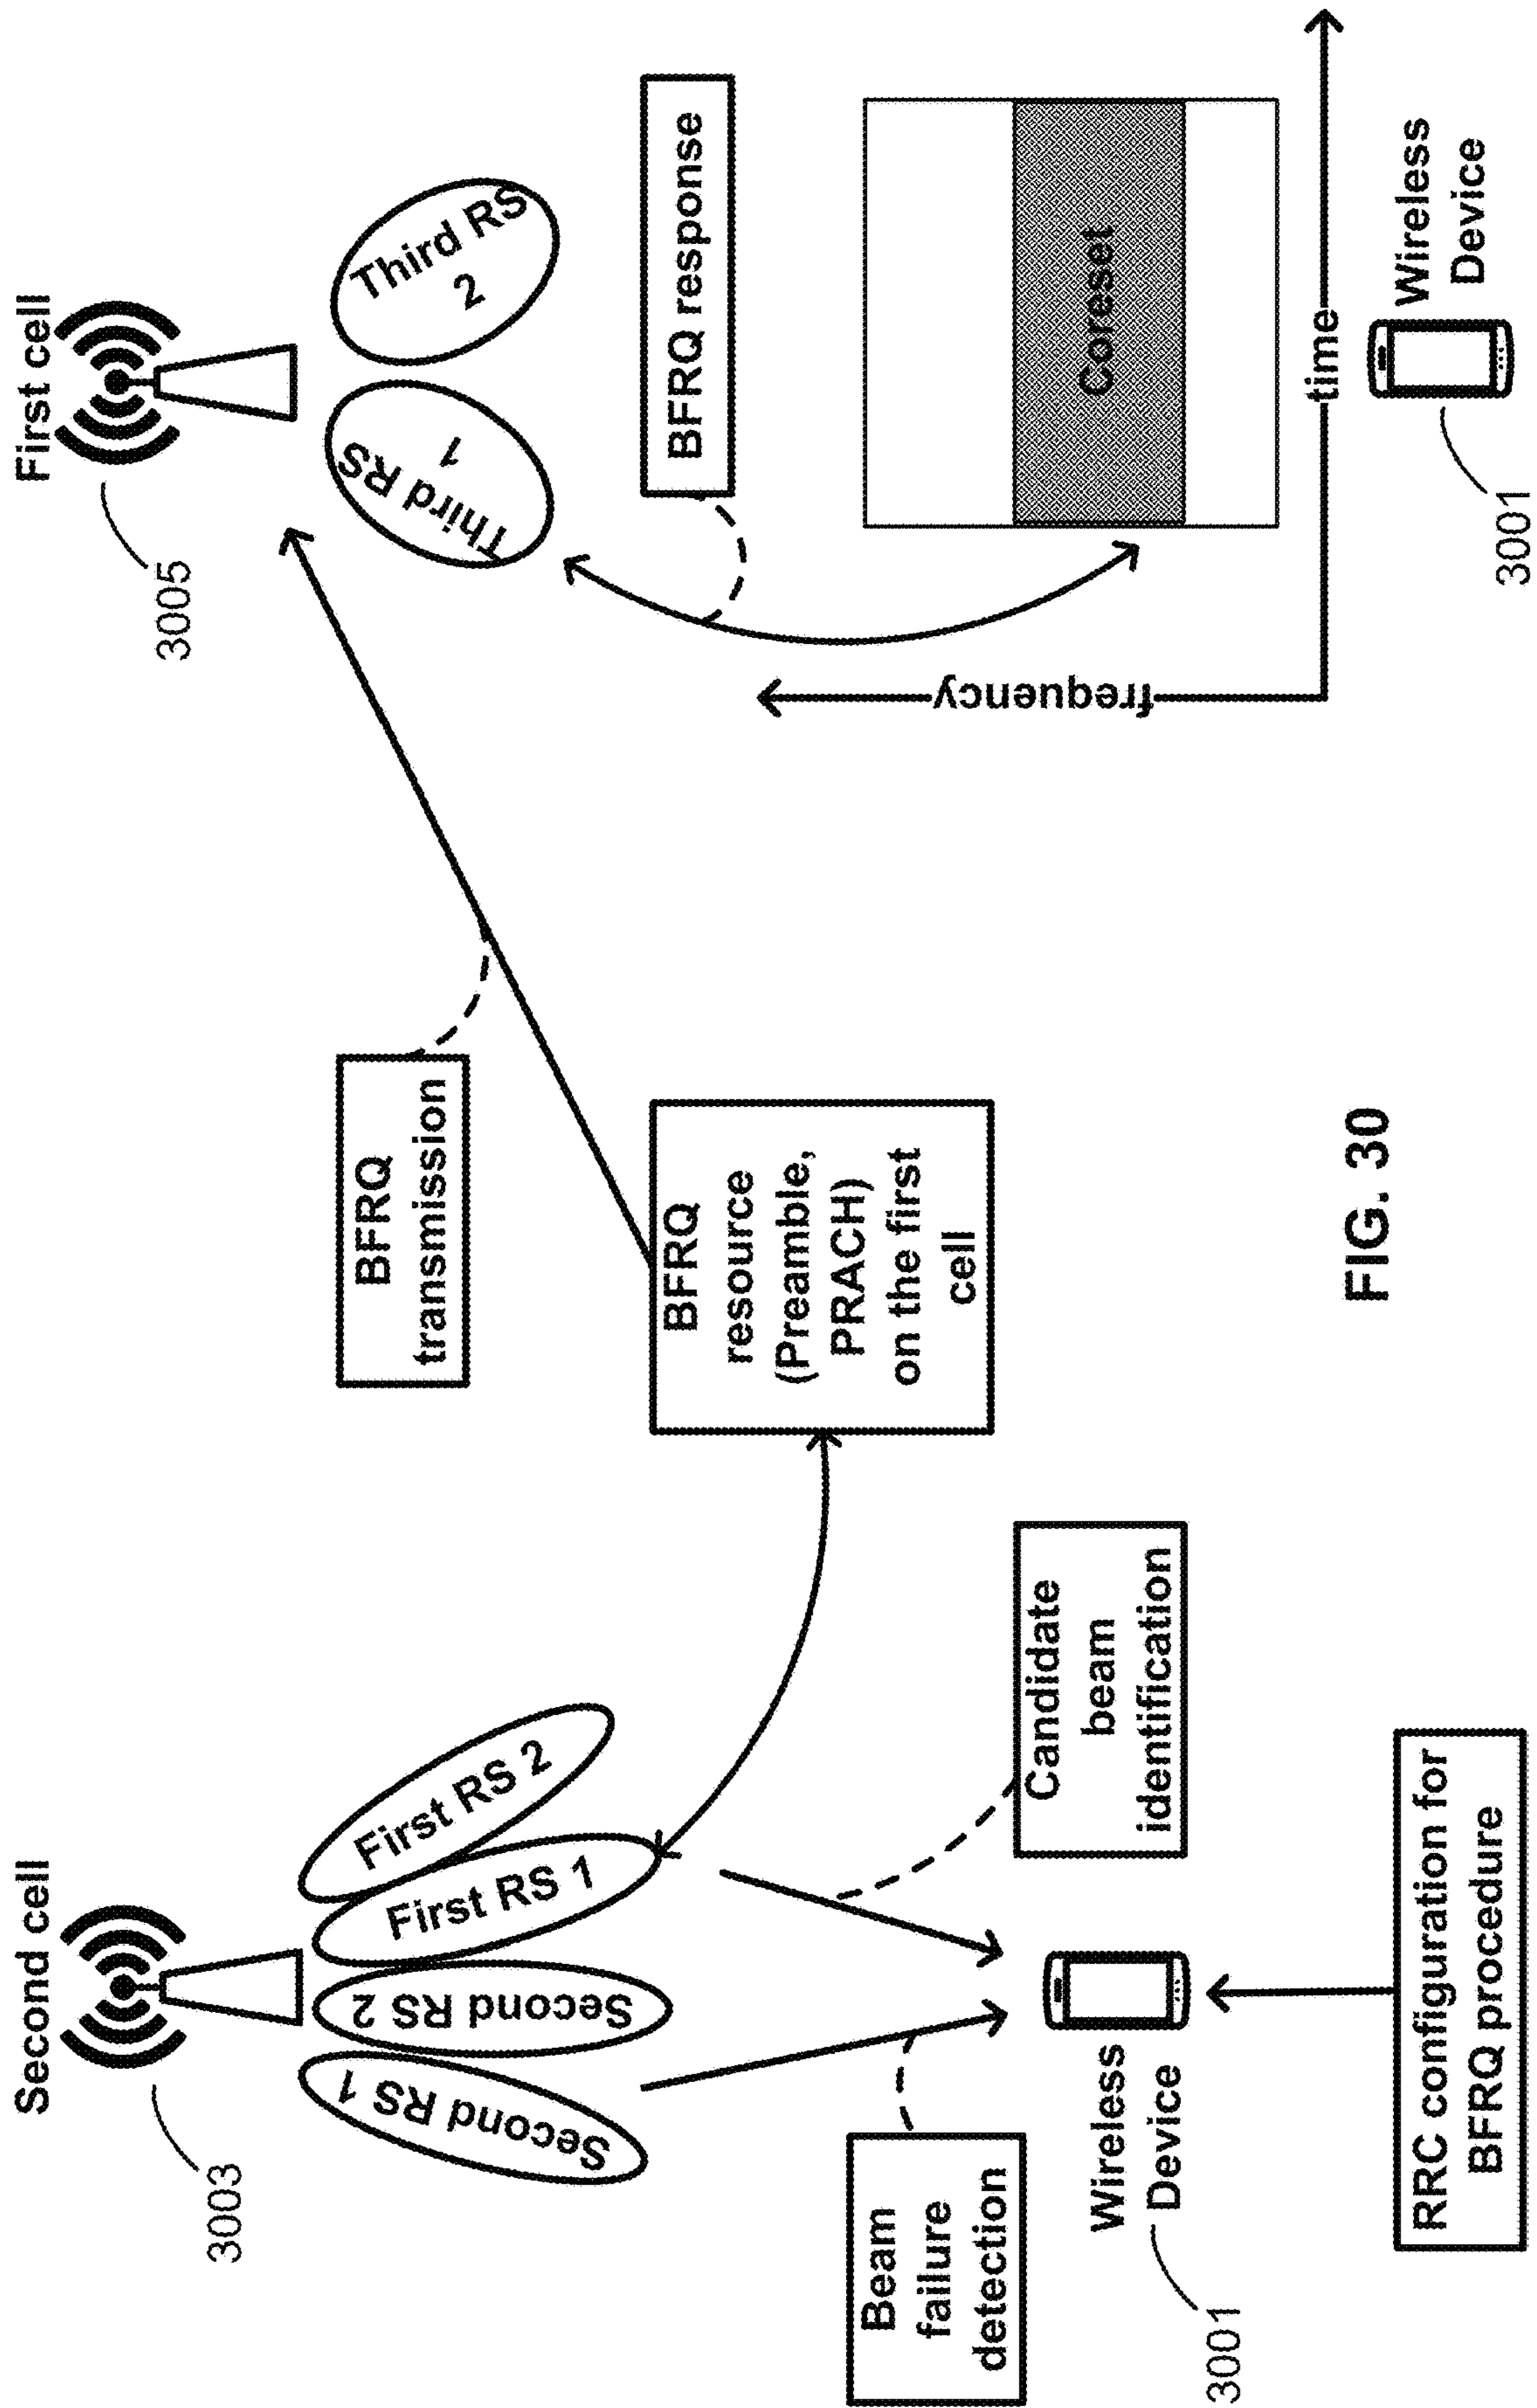 Second cell
3003
Second RS 1
Second RS 2
First RS 1
First RS 2
Beam
failure
detection
Candidate
beam
identification
Wireless
Device
3001
RRC configuration for
BFRQ procedure
BFRQ
transmission
BFRQ
resource
(Preamble,
PRACH)
on the first
cell
First cell
3005
Third RS
1
Third RS
2
BFRQ response
frequency
Coreset
time
Wireless
Device
3001
FIG. 30